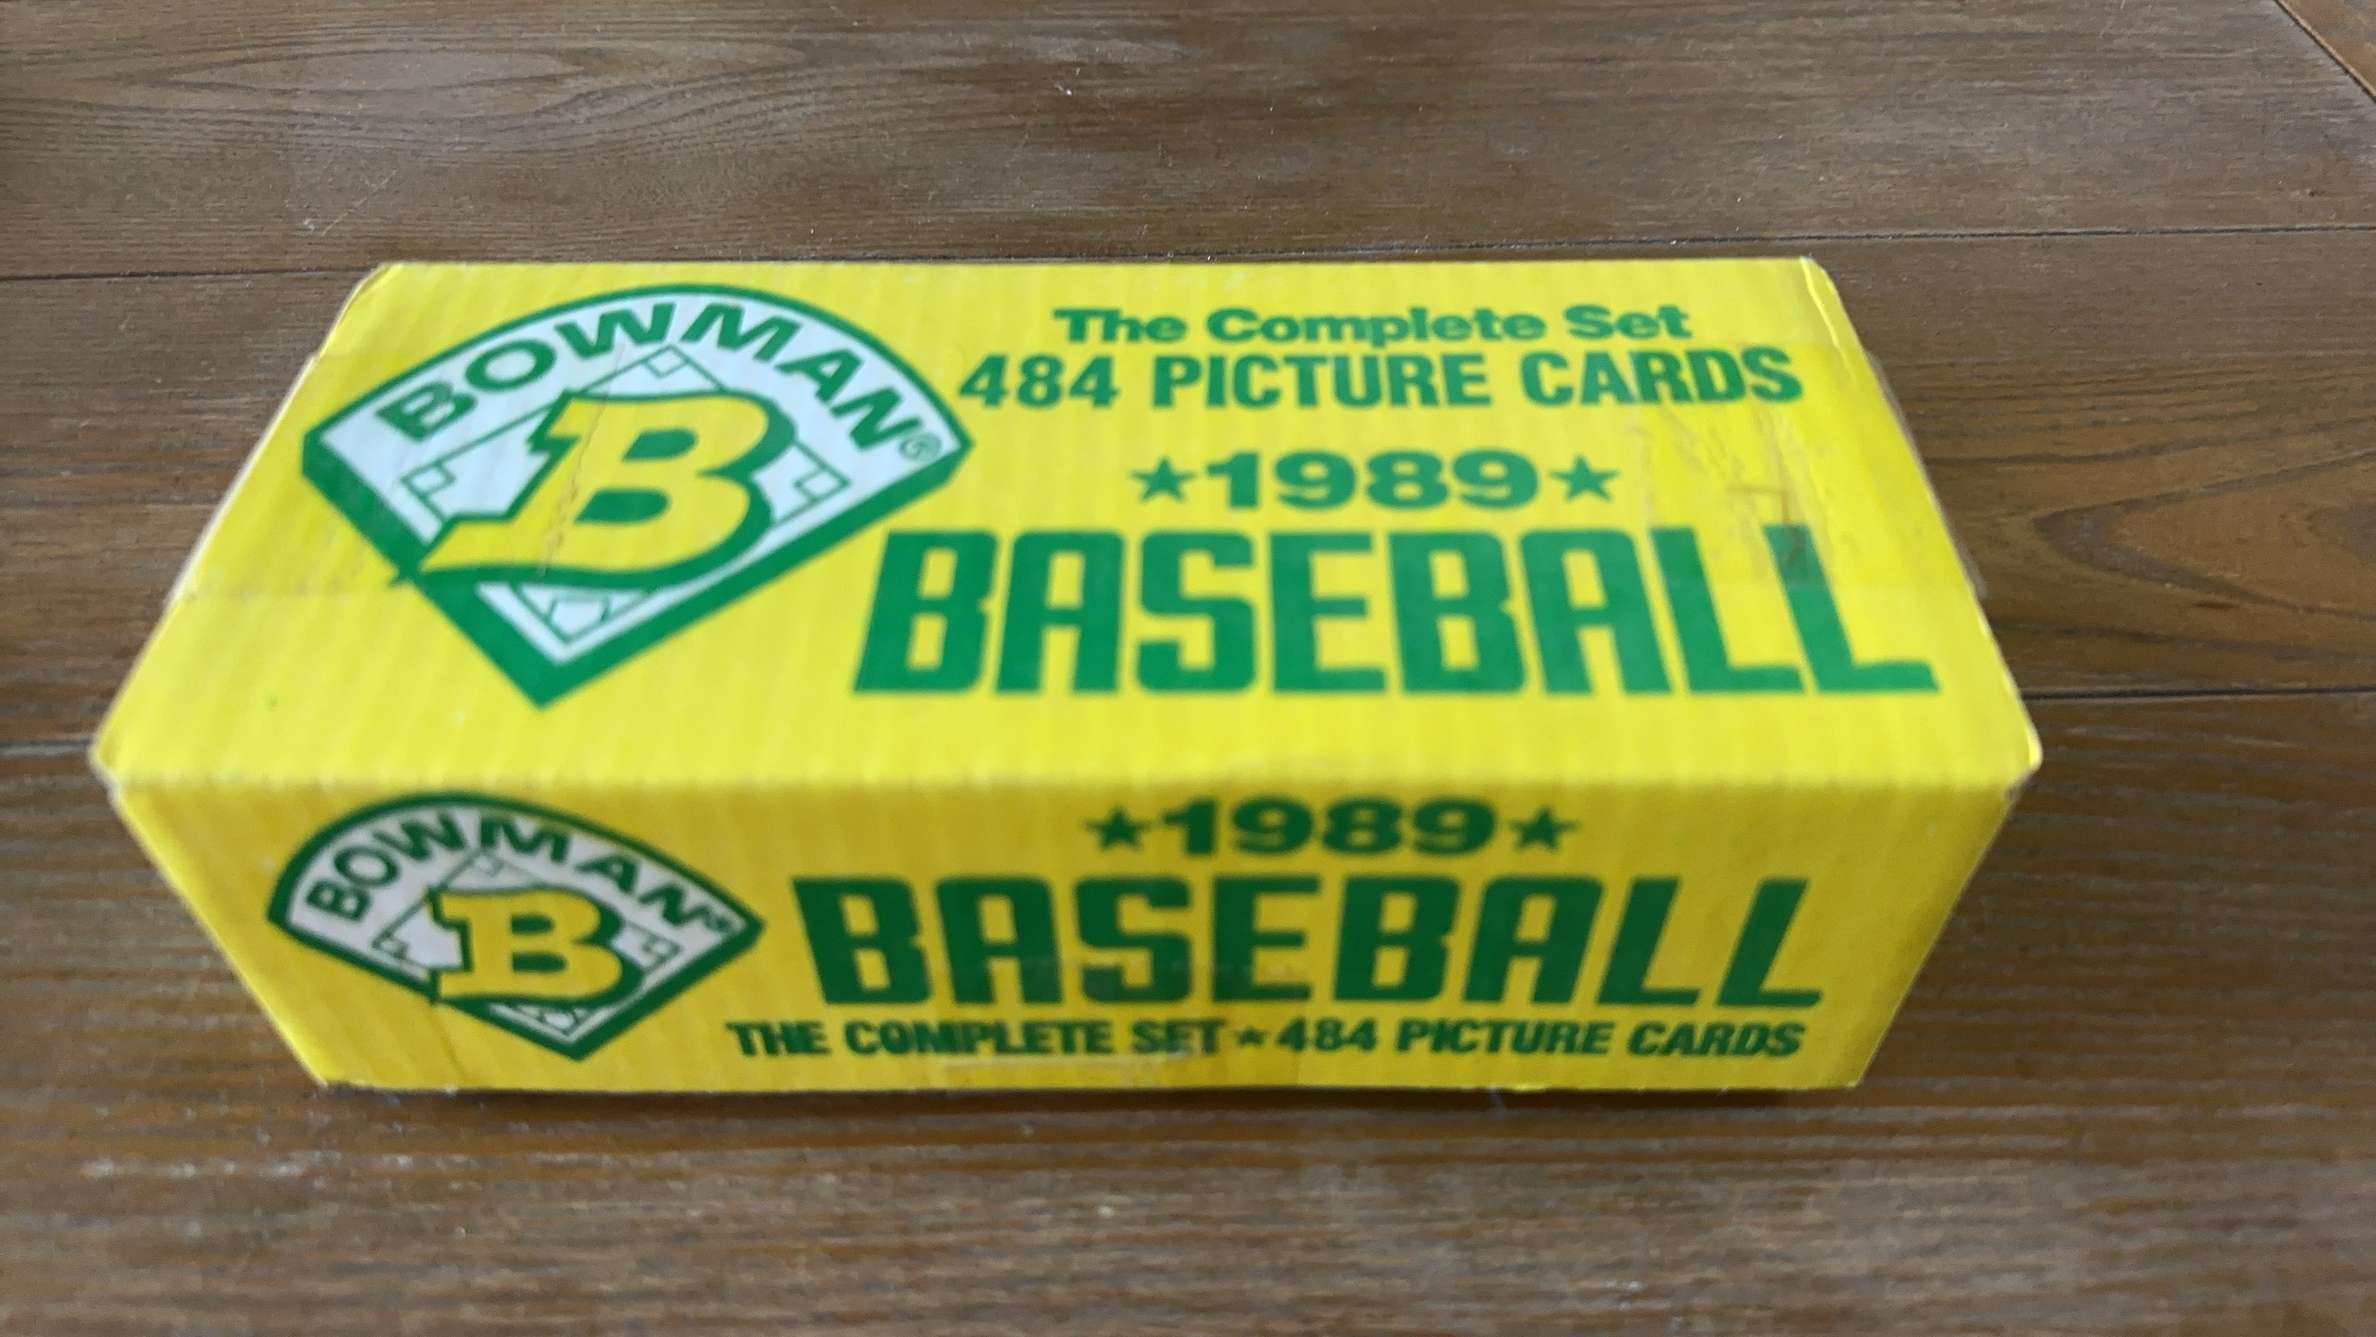 BOWMAN®
B
The Complete Set
484 PICTURE CARDS
★1989★
BASEBALL
BOWMAN®
B
★1989★
BASEBALL
THE COMPLETE SET★484 PICTURE CARDS